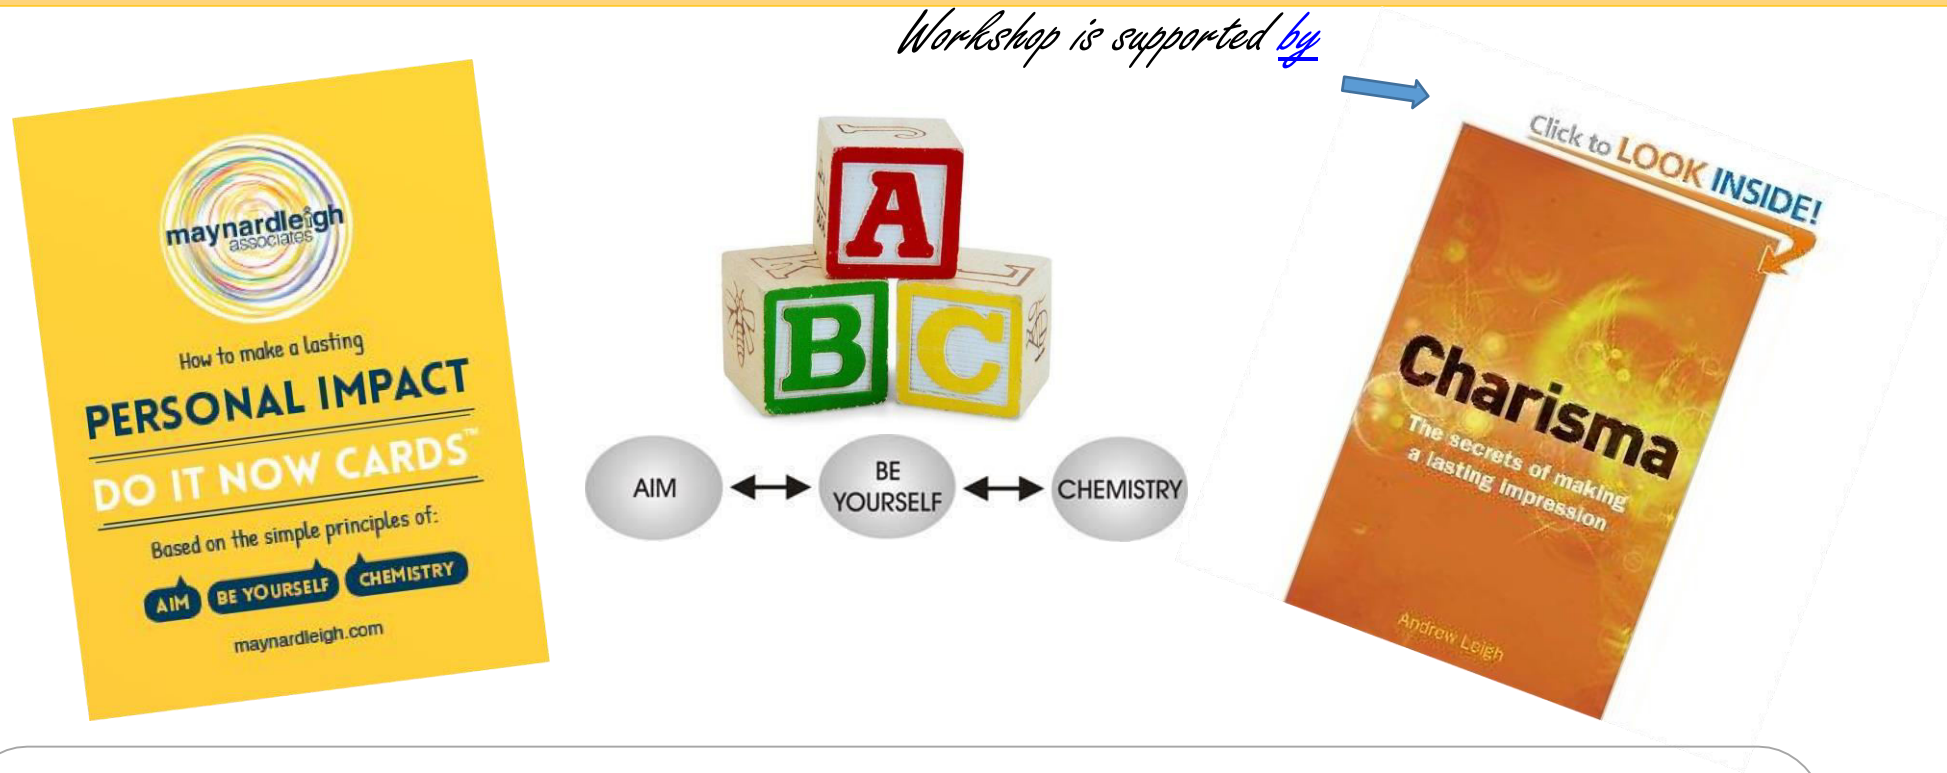 Workshop is supported by
maynardleigh
associates
How to make a lasting
PERSONAL IMPACT
DO IT NOW CARDS™
Based on the simple principles of:
AIM BE YOURSELF CHEMISTRY
maynardleigh.com
A
B C
AIM
BE
YOURSELF
CHEMISTRY
Click to LOOK INSIDE!
Charisma
The secrets of making
a lasting impression
Andrew Leigh